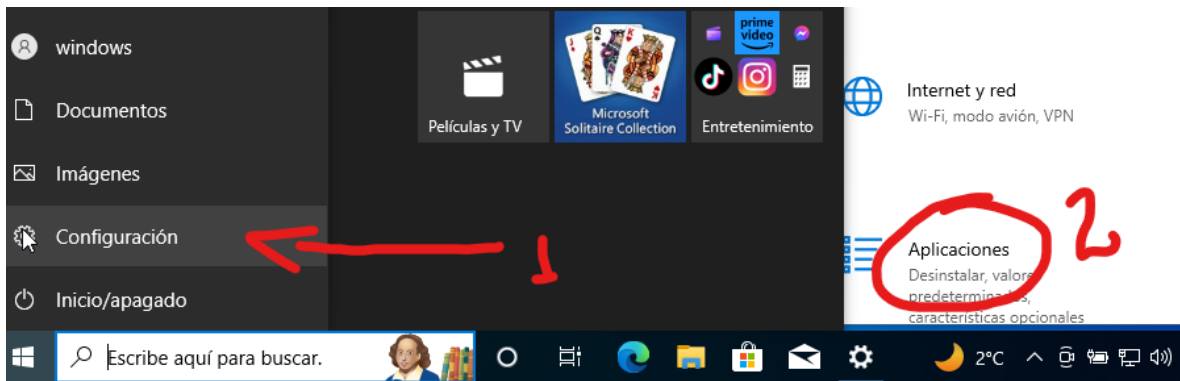 windows
Documentos
Imágenes
Configuración
Inicio/apagado
Películas y TV
Microsoft
Solitaire Collection
prime
video
Entretenimiento
1
Internet y red
Wi-Fi, modo avión, VPN
2
Aplicaciones
Desinstalar, valores
predeterminados,
características opcionales
Escribe aquí para buscar.
2°C